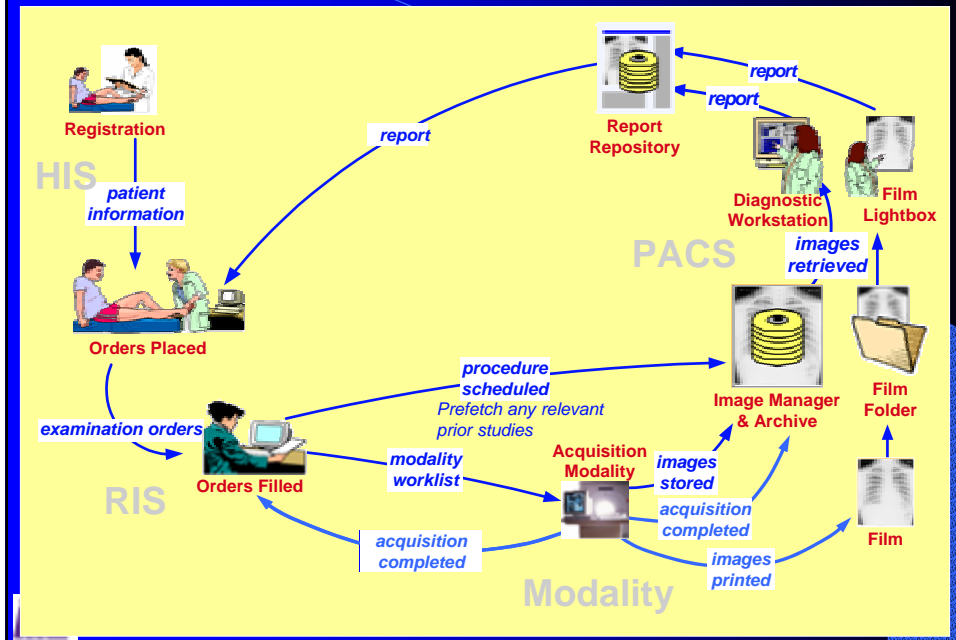 Registration
HIS
patient
information
Orders Placed
examination orders
RIS
Orders Filled
report
Report
Repository
report
report
Diagnostic
Workstation
Film
Lightbox
PACS
images
retrieved
procedure
scheduled
Prefetch any relevant
prior studies
Image Manager
& Archive
Film
Folder
modality
worklist
Acquisition
Modality
images
stored
acquisition
completed
acquisition
completed
images
printed
Film
Modality